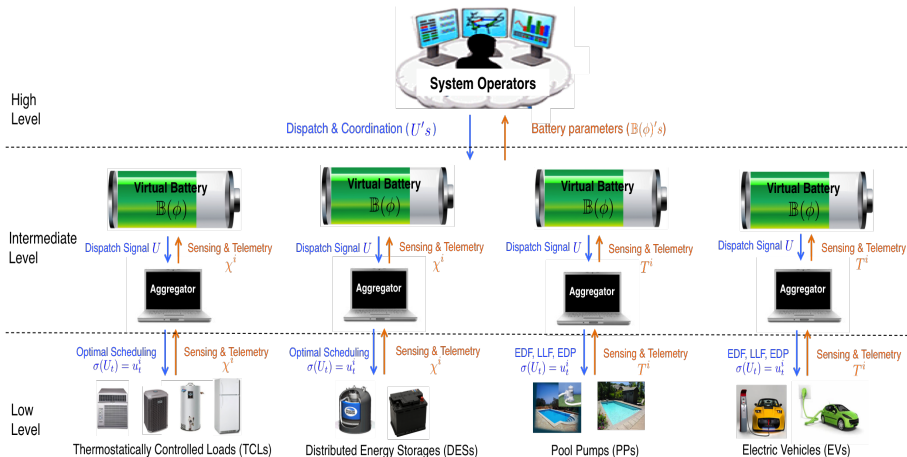 System Operators
High
Level
Dispatch & Coordination (U's)
Battery parameters (𝔹(ϕ)'s)
Virtual Battery
𝔹(ϕ)
Virtual Battery
𝔹(ϕ)
Virtual Battery
𝔹(ϕ)
Virtual Battery
𝔹(ϕ)
Intermediate
Level
Dispatch Signal U
Sensing & Telemetry
χ^i
Dispatch Signal U
Sensing & Telemetry
χ^i
Dispatch Signal U
Sensing & Telemetry
T^i
Dispatch Signal U
Sensing & Telemetry
T^i
Aggregator
Aggregator
Aggregator
Aggregator
Optimal Scheduling
σ(U_t) = u_t^i
Sensing & Telemetry
χ^i
Optimal Scheduling
σ(U_t) = u_t^i
Sensing & Telemetry
χ^i
EDF, LLF, EDP
σ(U_t) = u_t^i
Sensing & Telemetry
T^i
EDF, LLF, EDP
σ(U_t) = u_t^i
Sensing & Telemetry
T^i
Low
Level
Thermostatically Controlled Loads (TCLs)
Distributed Energy Storages (DESs)
Pool Pumps (PPs)
Electric Vehicles (EVs)